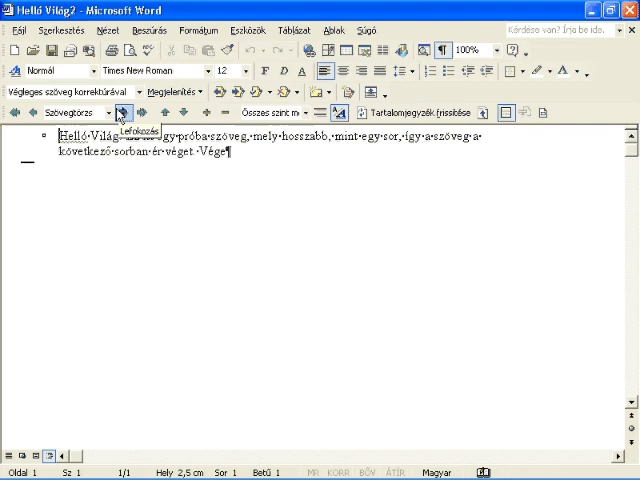 Helló Világ2 - Microsoft Word
Fájl Szerkesztés Nézet Beszúrás Formátum Eszközök Táblázat Ablak Súgó Kérdése van? Írja be ide.
100%
Normál Times New Roman 12 F D A
Végleges szöveg korrektúrával Megjelenítés
Szövegtörzs Összes szint m Tartalomjegyzék frissítése
Lefokozás
Helló Világ egy próba szöveg, mely hosszabb, mint egy sor, így a szöveg a
következő sorban ér véget. Vége¶
Oldal 1 Sz 1 1/1 Hely 2,5 cm Sor 1 Betű 1 MR KORR BŐV ÁTÍR Magyar